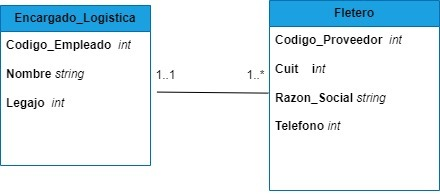 Encargado_Logistica
Codigo_Empleado int
Nombre string
Legajo int
1..1
1..*
Fletero
Codigo_Proveedor int
Cuit int
Razon_Social string
Telefono int